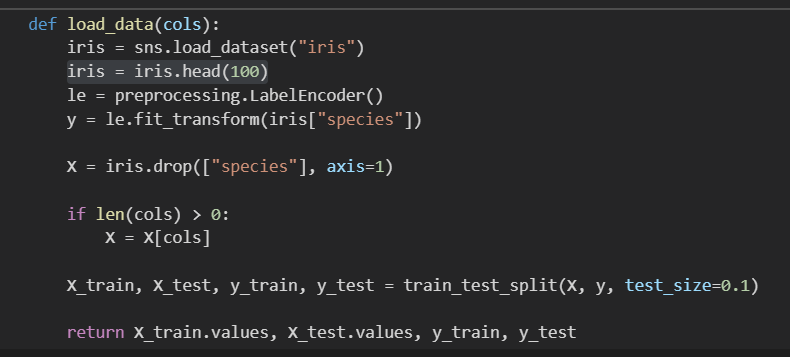 def load_data(cols):
    iris = sns.load_dataset("iris")
    iris = iris.head(100)
    le = preprocessing.LabelEncoder()
    y = le.fit_transform(iris["species"])
    X = iris.drop(["species"], axis=1)
    if len(cols) > 0:
        X = X[cols]
    X_train, X_test, y_train, y_test = train_test_split(X, y, test_size=0.1)
    return X_train.values, X_test.values, y_train, y_test